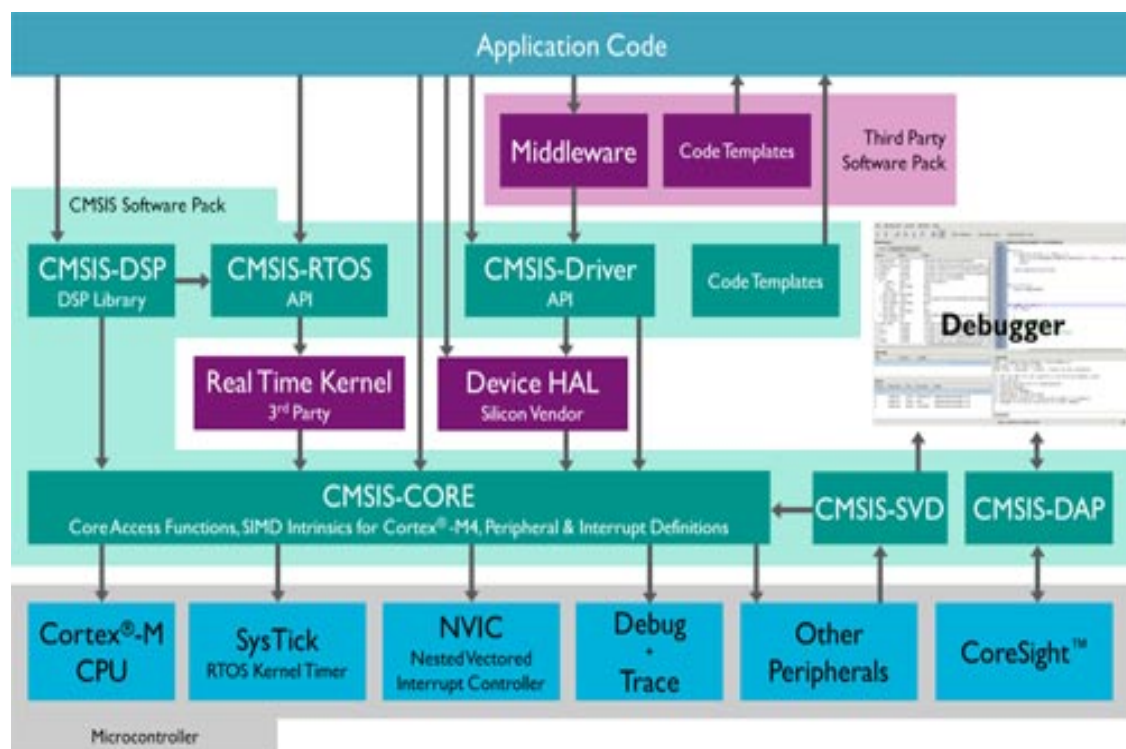 Application Code
Middleware
Code Templates
Third Party
Software Pack
CMSIS Software Pack
CMSIS-DSP
DSP Library
CMSIS-RTOS
API
CMSIS-Driver
API
Code Templates
Debugger
Real Time Kernel
3rd Party
Device HAL
Silicon Vendor
CMSIS-CORE
Core Access Functions, SIMD Intrinsics for Cortex®-M4, Peripheral & Interrupt Definitions
CMSIS-SVD
CMSIS-DAP
Cortex®-M
CPU
SysTick
RTOS Kernel Timer
NVIC
Nested Vectored
Interrupt Controller
Debug
+
Trace
Other
Peripherals
CoreSight™
Microcontroller